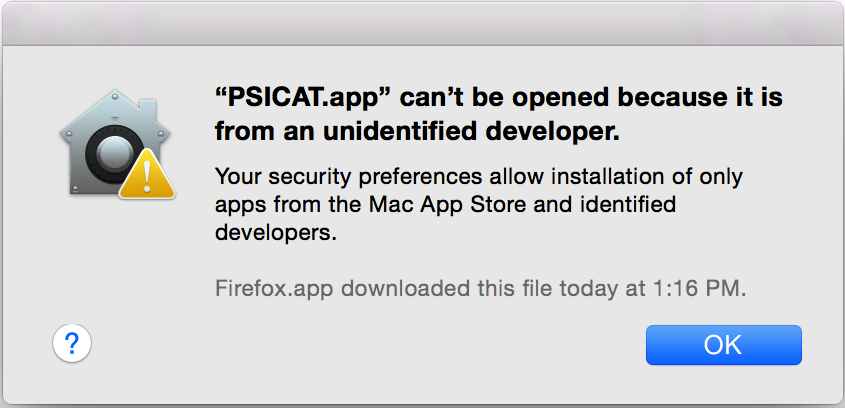 “PSICAT.app” can’t be opened because it is
from an unidentified developer.
Your security preferences allow installation of only
apps from the Mac App Store and identified
developers.
Firefox.app downloaded this file today at 1:16 PM.
?
OK